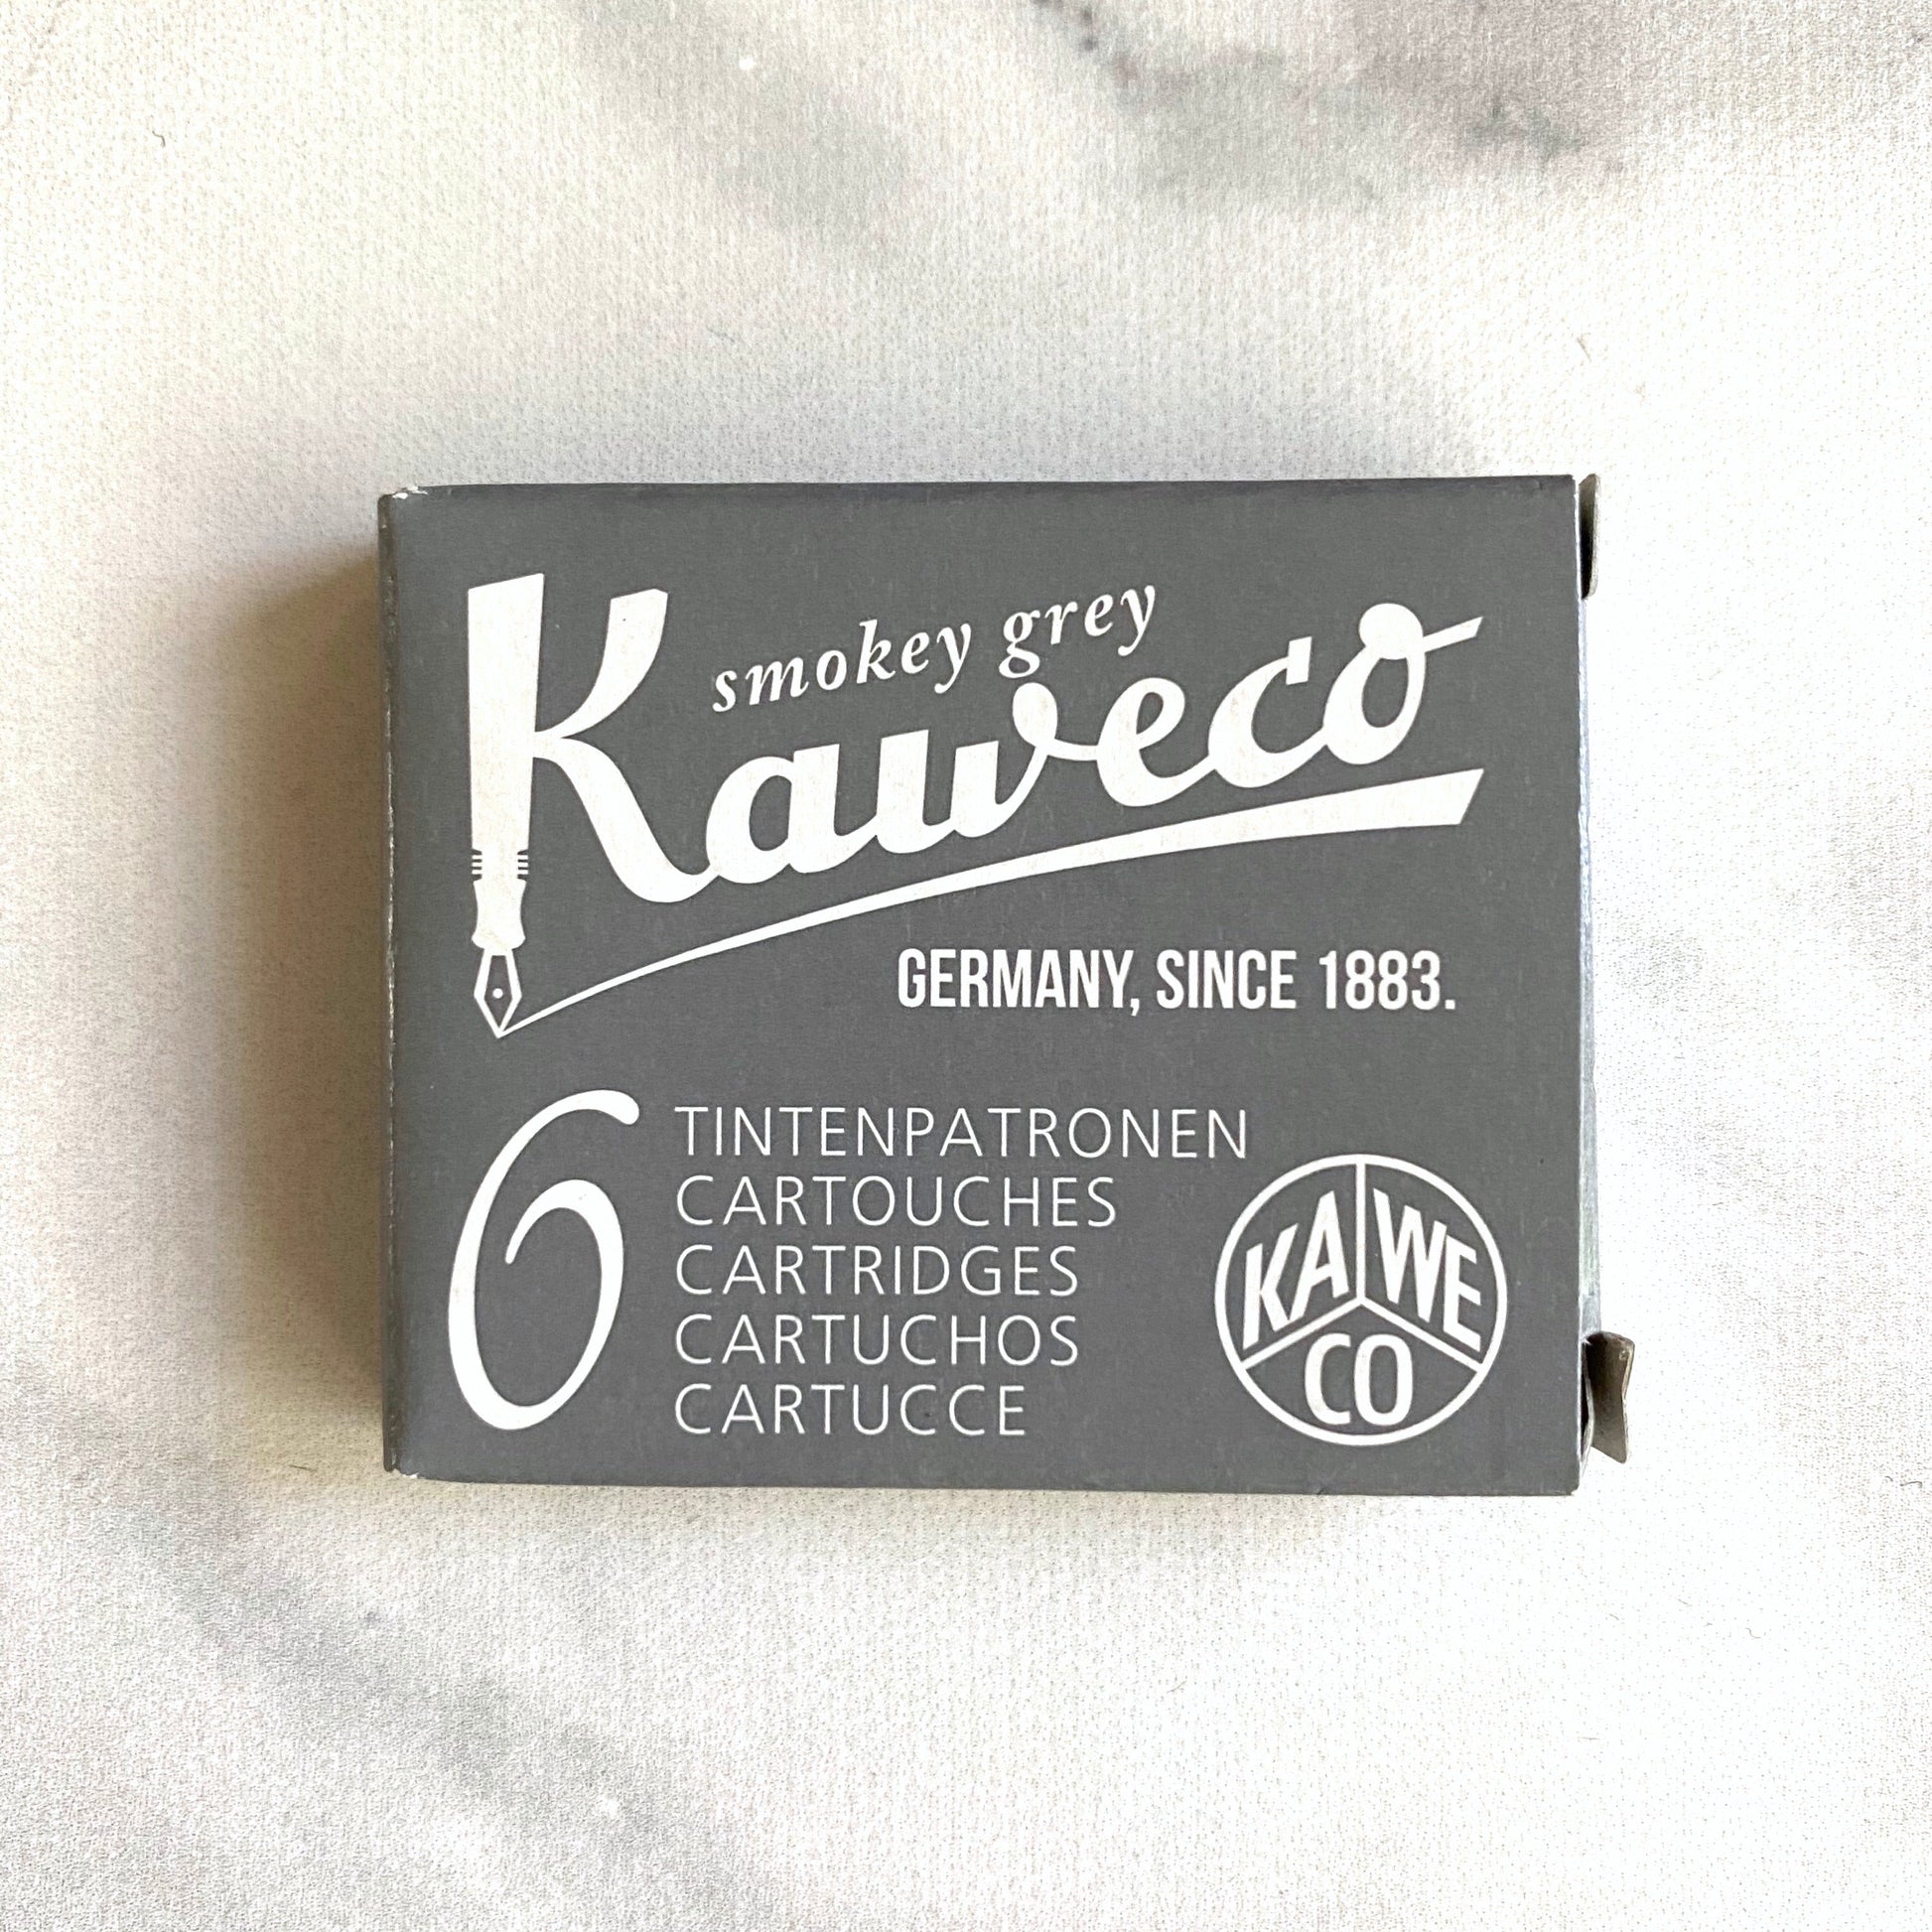 smokey grey
Kaweco
GERMANY, SINCE 1883.
6
TINTENPATRONEN
CARTOUCHES
CARTRIDGES
CARTUCHOS
CARTUCCE
KA WE
CO